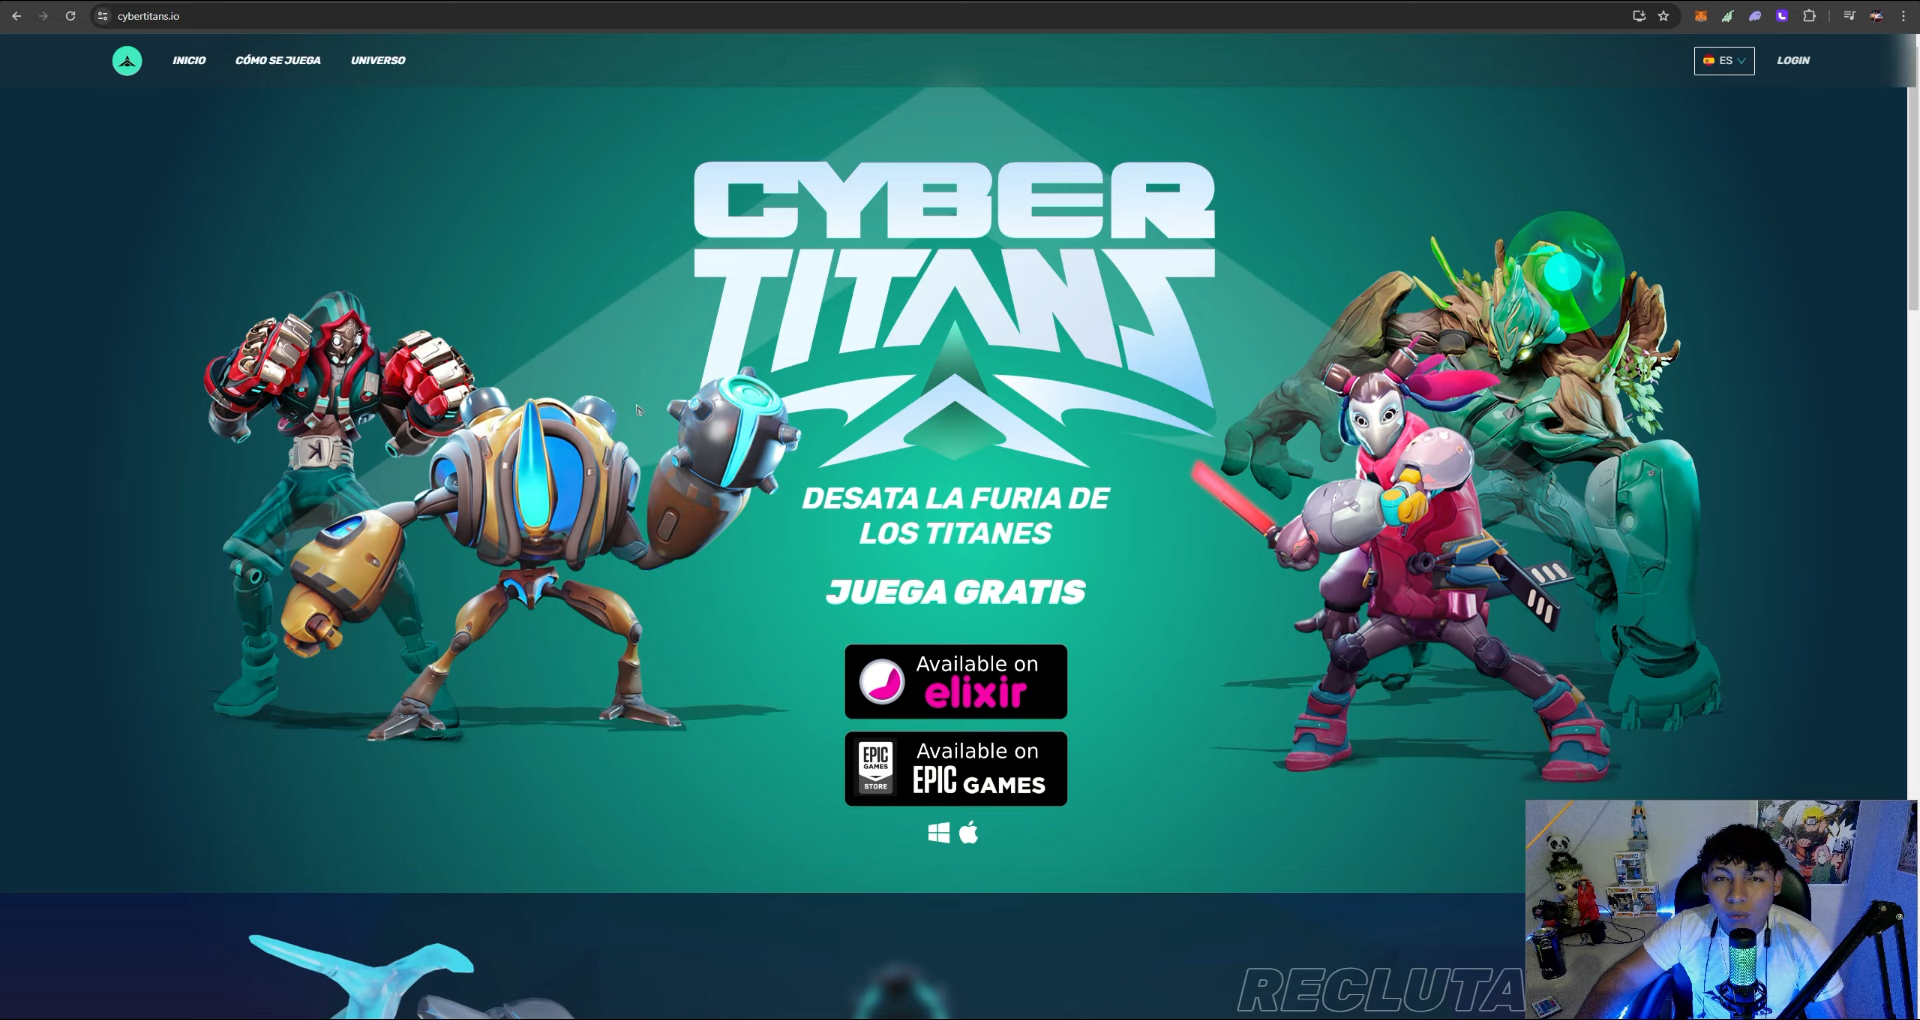 cybertitans.io
INICIO
CÓMO SE JUEGA
UNIVERSO
ES
LOGIN
CYBER
TITANS
DESATA LA FURIA DE
LOS TITANES
JUEGA GRATIS
Available on
elixir
EPIC
GAMES
STORE
Available on
EPIC GAMES
RECLUTA